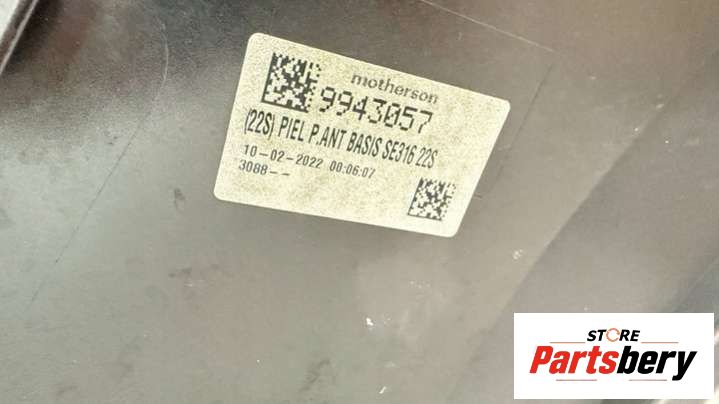 motherson
9943057
(22S) PIEL P.ANT BASIS SE316 22S
10-02-2022 00:06:07
3088--
STORE
Partsbery